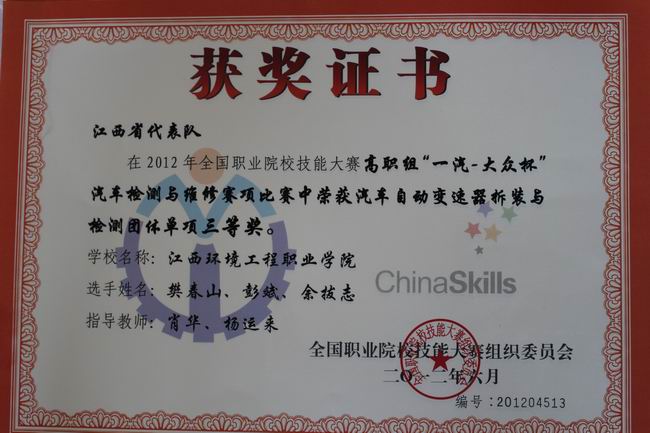 获奖证书
江西省代表队
在2012年全国职业院校技能大赛高职组“一汽-大众杯”
汽车检测与维修赛项比赛中荣获汽车自动变速器拆装与
检测团体单项三等奖。
学校名称：江西环境工程职业学院
ChinaSkills
选手姓名：樊春山、彭斌、余拔志
指导教师：肖华、杨运来
全国职业院校技能大赛组织委员会
二〇一二年六月
编号：201204513